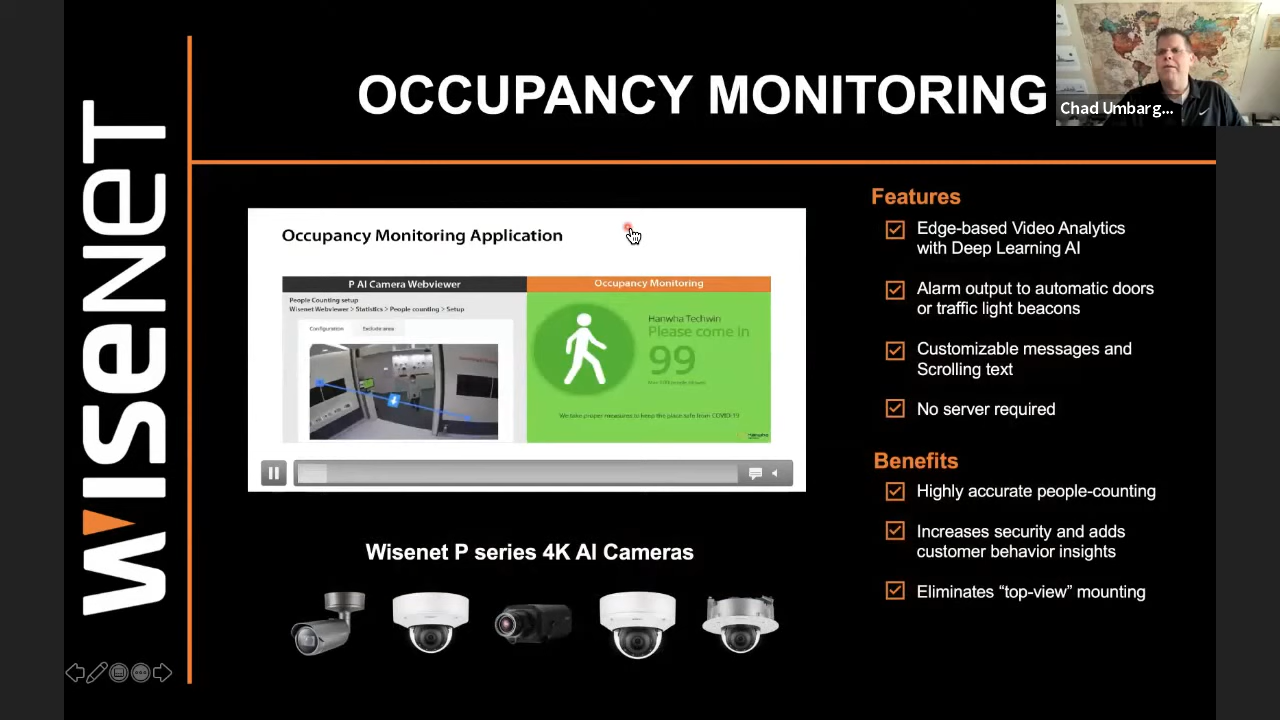 OCCUPANCY MONITORING
Chad Umbarg...
WISENET
Occupancy Monitoring Application
P AI Camera Webviewer
Occupancy Monitoring
People Counting setup
Wisenet Webviewer > Statistics > People counting > Setup
Configuration
Exclude area
Hanwha Techwin
Please come in
99
We take proper measures to keep the place safe from COVID-19
Features
Edge-based Video Analytics
with Deep Learning AI
Alarm output to automatic doors
or traffic light beacons
Customizable messages and
Scrolling text
No server required
Benefits
Highly accurate people-counting
Increases security and adds
customer behavior insights
Eliminates “top-view” mounting
Wisenet P series 4K AI Cameras